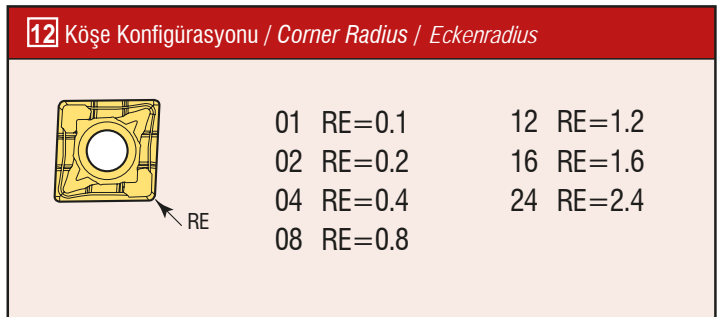 12 Köşe Konfigürasyonu / Corner Radius / Eckenradius
RE
01 RE=0.1
02 RE=0.2
04 RE=0.4
08 RE=0.8
12 RE=1.2
16 RE=1.6
24 RE=2.4